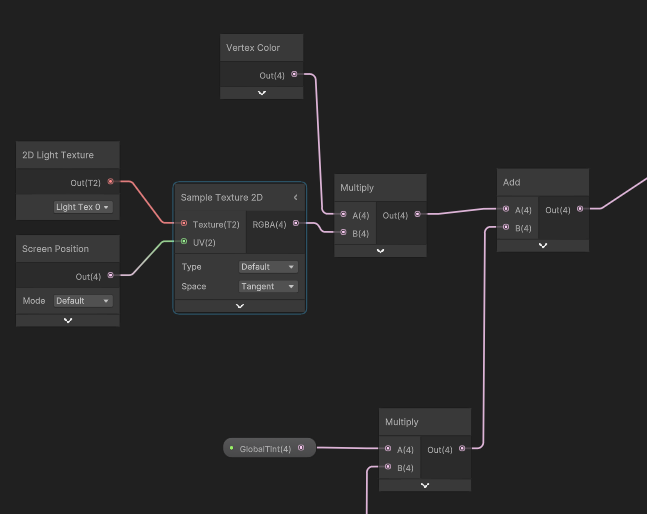 Vertex Color
Out(4)
2D Light Texture
Out(T2)
Light Tex 0
Screen Position
Out(4)
Mode Default
Sample Texture 2D
Texture(T2) RGBA(4)
UV(2)
Type Default
Space Tangent
Multiply
A(4) Out(4)
B(4)
Add
A(4) Out(4)
B(4)
GlobalTint(4)
Multiply
A(4) Out(4)
B(4)